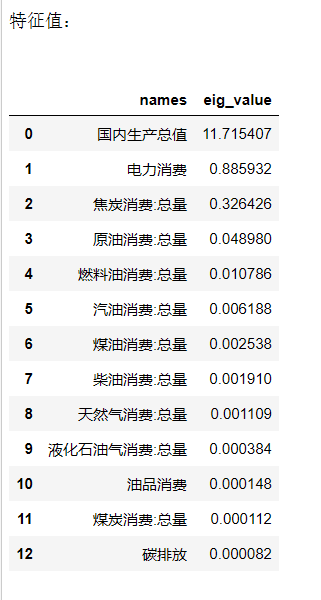 特征值:
names eig_value
0 国内生产总值 11.715407
1 电力消费 0.885932
2 焦炭消费:总量 0.326426
3 原油消费:总量 0.048980
4 燃料油消费:总量 0.010786
5 汽油消费:总量 0.006188
6 煤油消费:总量 0.002538
7 柴油消费:总量 0.001910
8 天然气消费:总量 0.001109
9 液化石油气消费:总量 0.000384
10 油品消费 0.000148
11 煤炭消费:总量 0.000112
12 碳排放 0.000082